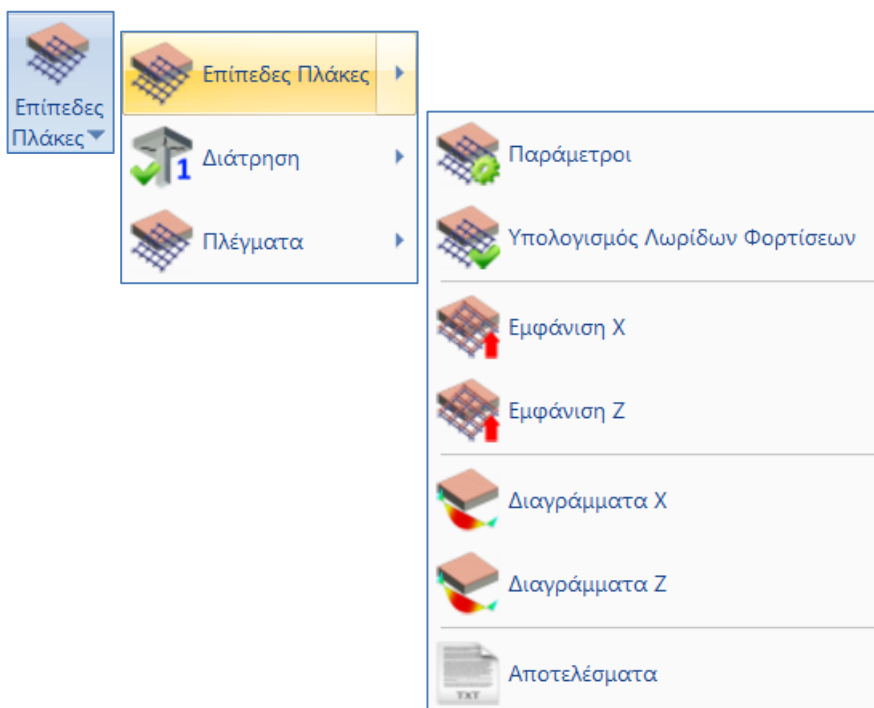 Επίπεδες
Πλάκες
Επίπεδες Πλάκες
Διάτρηση
1
Πλέγματα
Παράμετροι
Υπολογισμός Λωρίδων Φορτίσεων
Εμφάνιση Χ
Εμφάνιση Ζ
Διαγράμματα Χ
Διαγράμματα Ζ
Αποτελέσματα
TXT